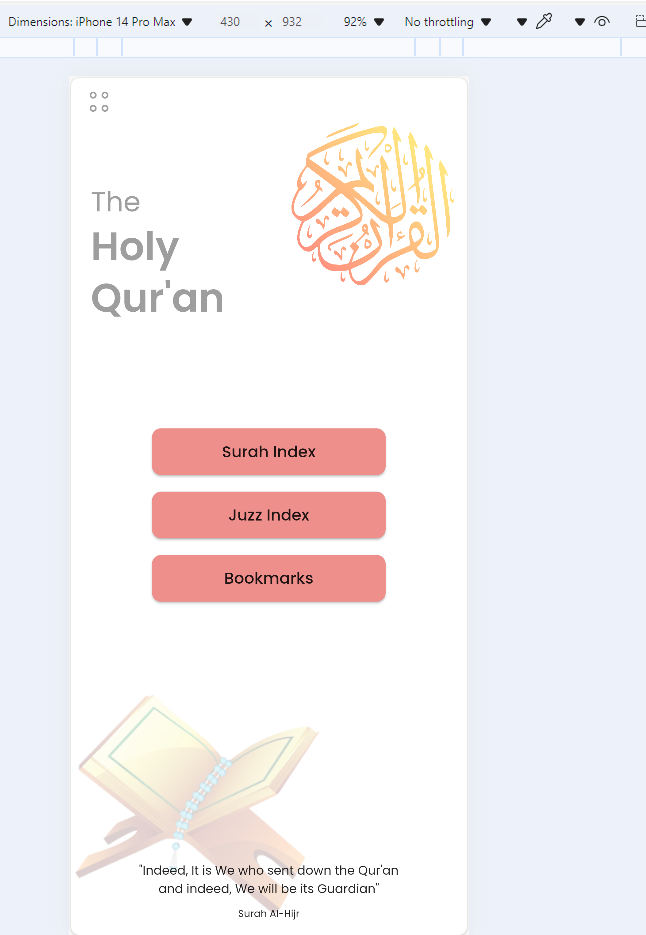 Dimensions: iPhone 14 Pro Max 430 × 932 92% No throttling
The
Holy
Qur'an
القرآن الكريم
Surah Index
Juzz Index
Bookmarks
"Indeed, It is We who sent down the Qur'an
and indeed, We will be its Guardian"
Surah Al-Hijr